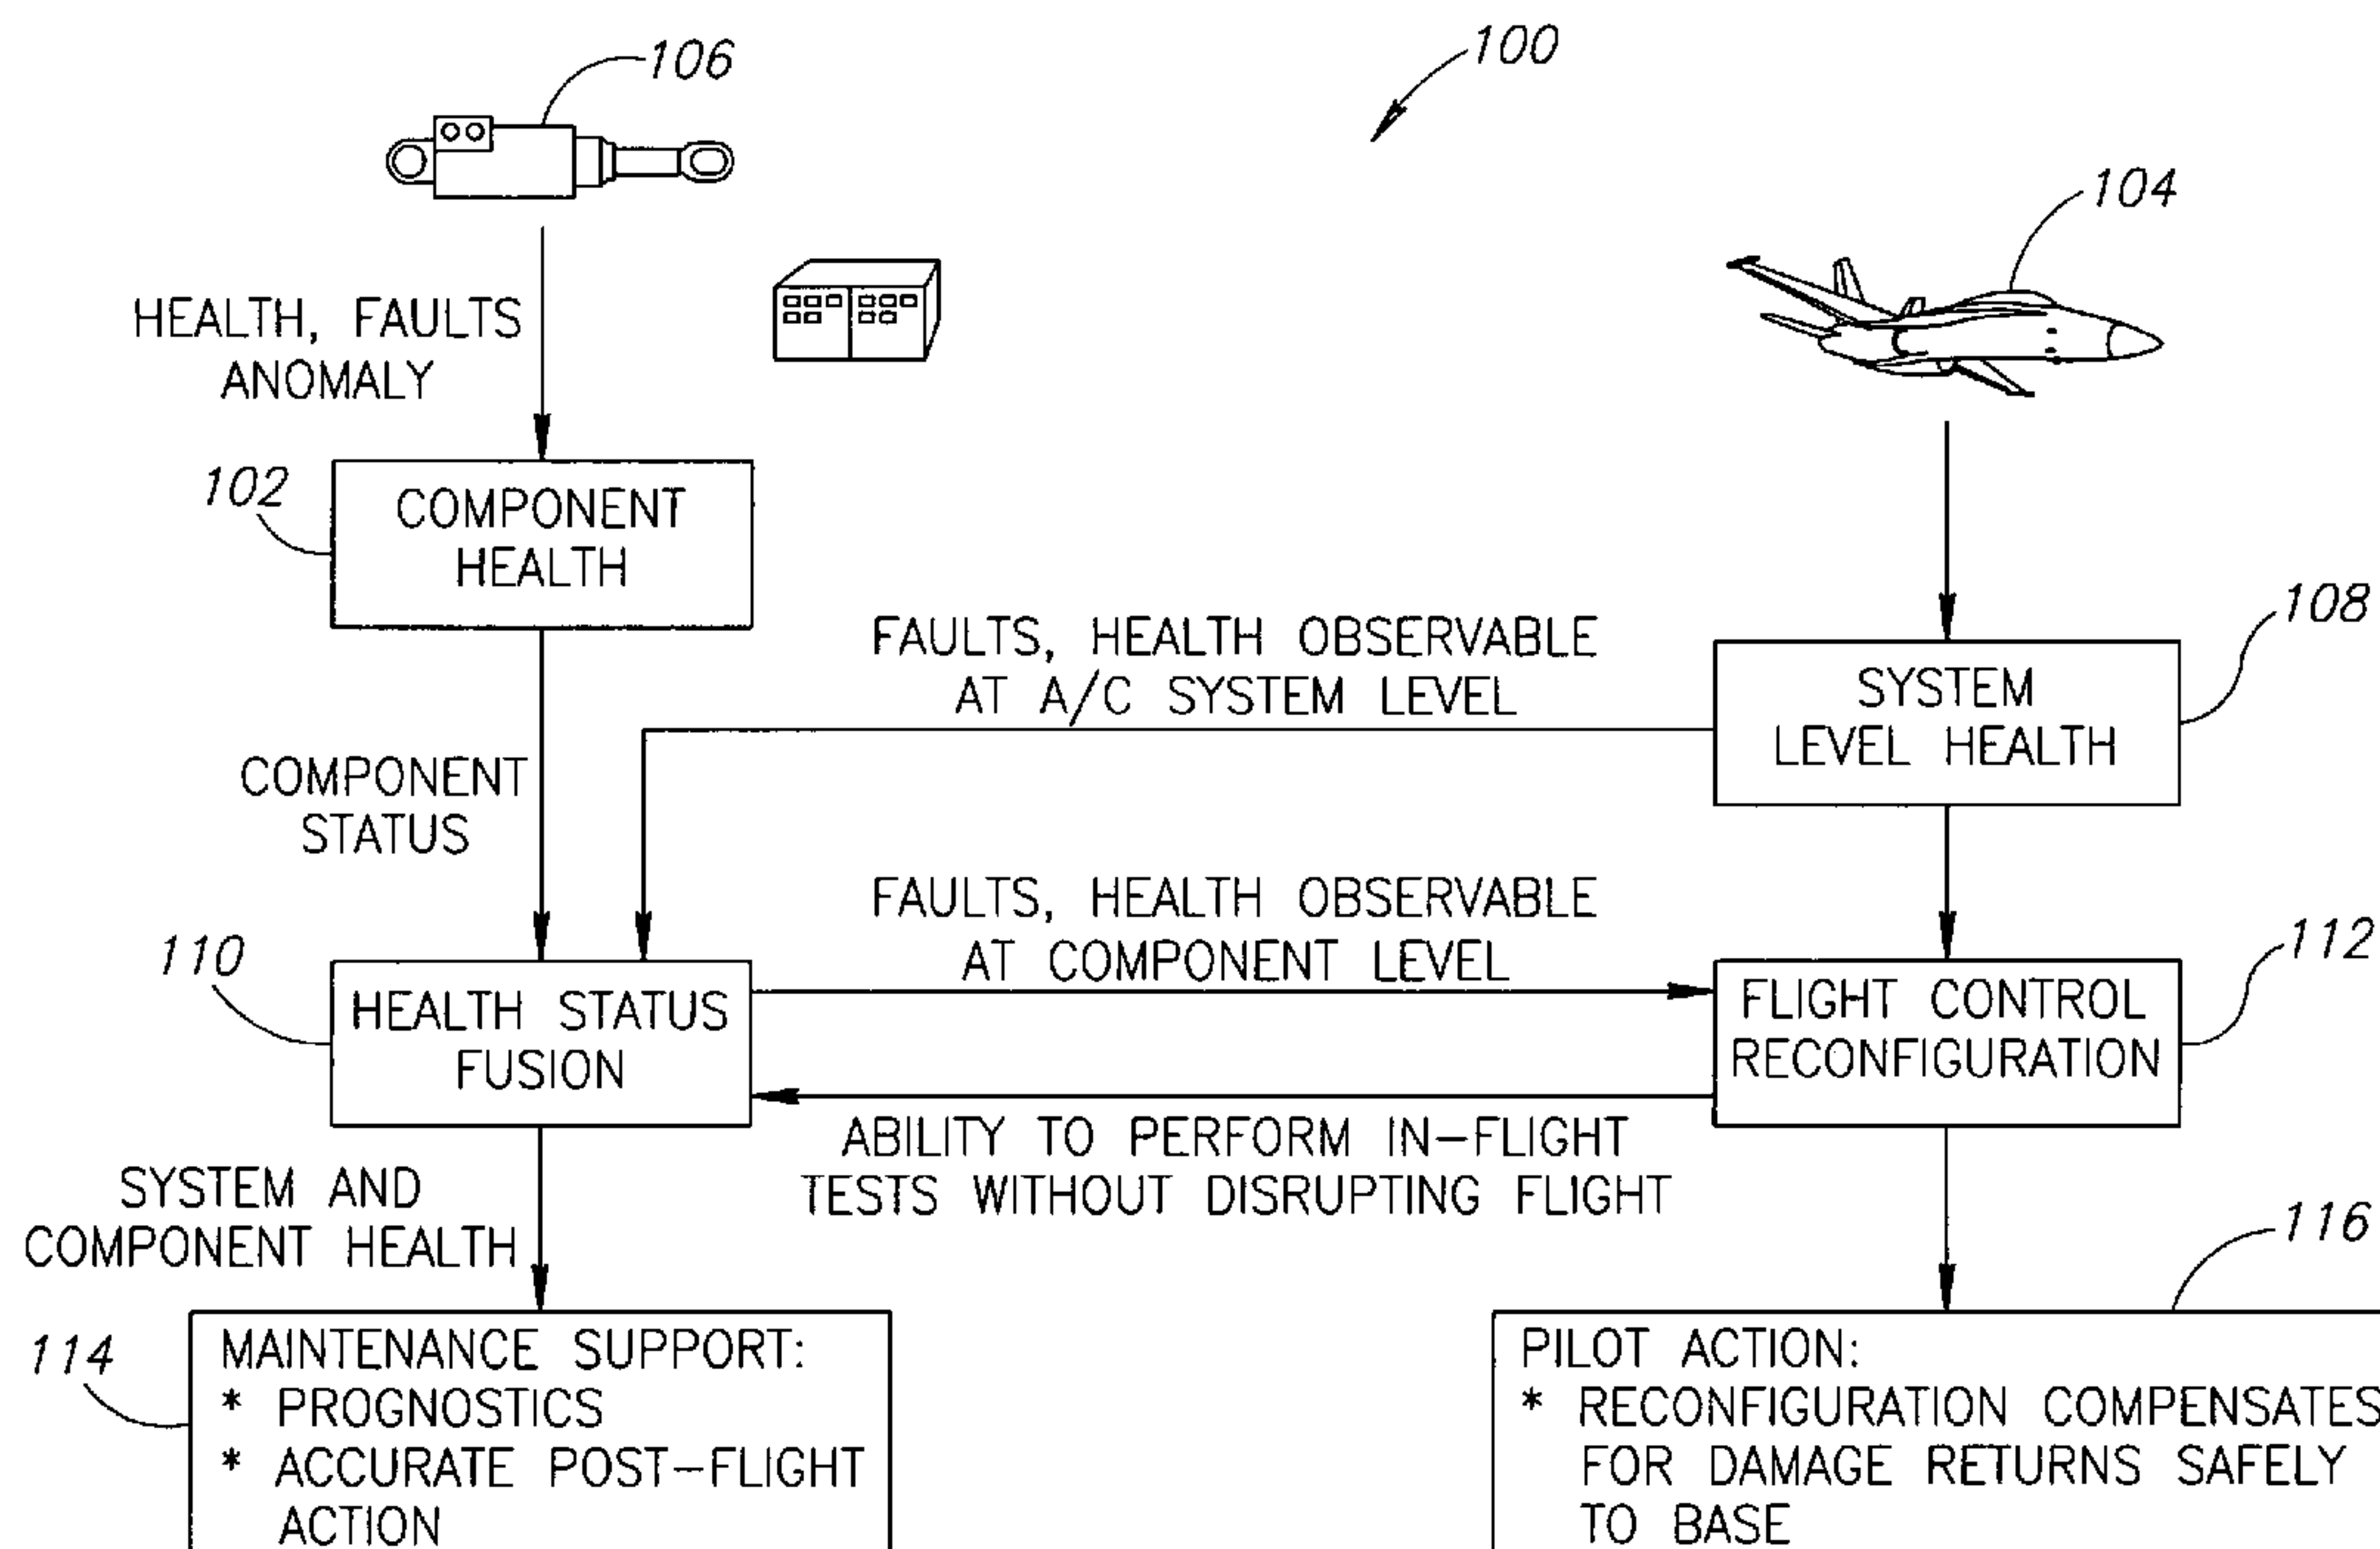 106
100
104
HEALTH, FAULTS
ANOMALY
102
COMPONENT
HEALTH
108
FAULTS, HEALTH OBSERVABLE
AT A/C SYSTEM LEVEL
SYSTEM
LEVEL HEALTH
COMPONENT
STATUS
FAULTS, HEALTH OBSERVABLE
AT COMPONENT LEVEL
110
112
HEALTH STATUS
FUSION
FLIGHT CONTROL
RECONFIGURATION
ABILITY TO PERFORM IN-FLIGHT
TESTS WITHOUT DISRUPTING FLIGHT
SYSTEM AND
COMPONENT HEALTH
116
114
MAINTENANCE SUPPORT:
* PROGNOSTICS
* ACCURATE POST-FLIGHT
ACTION
PILOT ACTION:
* RECONFIGURATION COMPENSATES
FOR DAMAGE RETURNS SAFELY
TO BASE